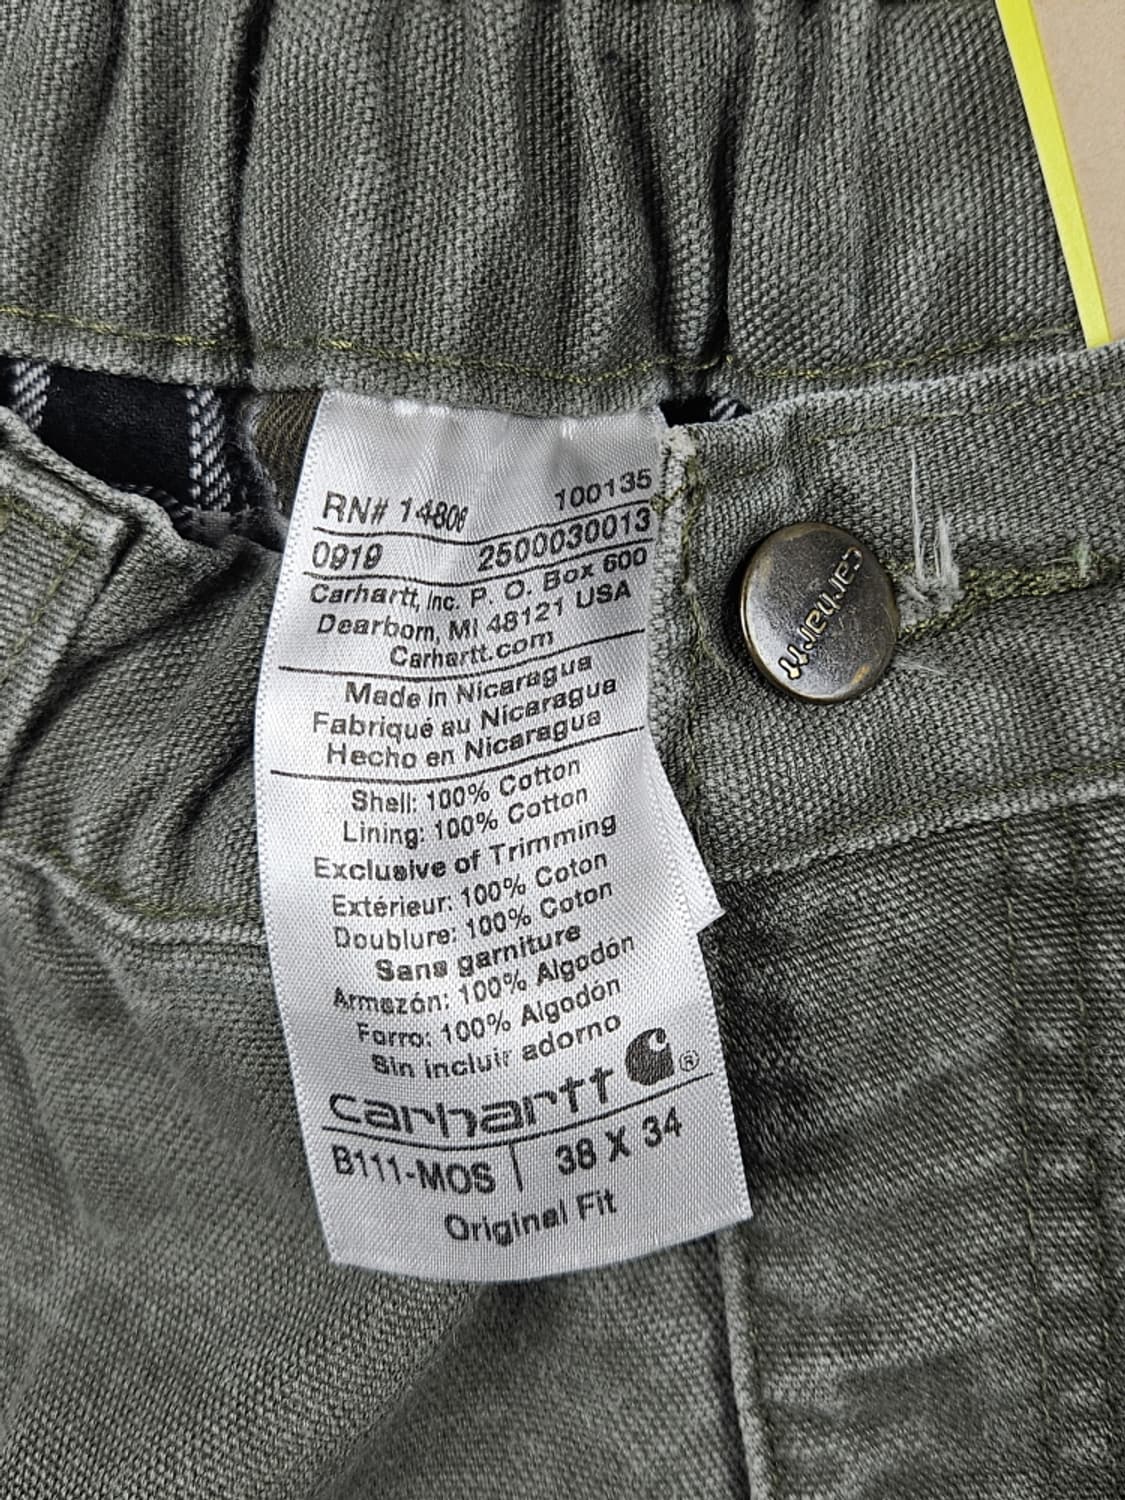 RN# 14806 100135
0919 2500030013
Carhartt, Inc. P. O. Box 600
Dearborn, MI 48121 USA
Carhartt.com
Made in Nicaragua
Fabriqué au Nicaragua
Hecho en Nicaragua
Shell: 100% Cotton
Lining: 100% Cotton
Exclusive of Trimming
Extérieur: 100% Coton
Doublure: 100% Coton
Sans garniture
Armazón: 100% Algodón
Forro: 100% Algodón
Sin incluir adorno
carhartt ®
B111-MOS | 38 X 34
Original Fit
carhartt